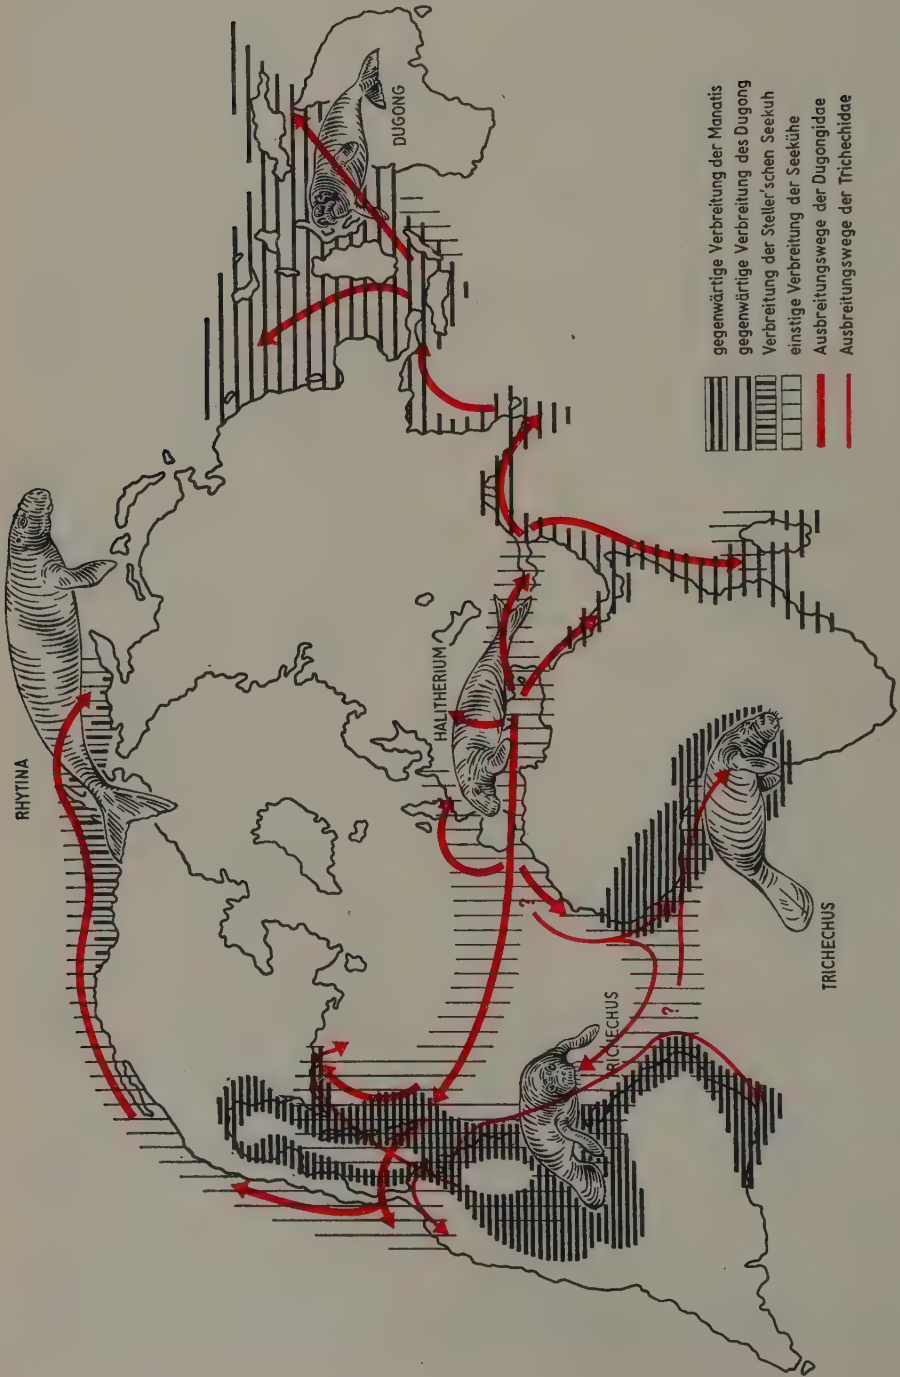 RHYTINA
HALITHERIUM
DUGONG
TRICHECHUS
RICHECHUS
?
?
gegenwärtige Verbreitung der Manatis
gegenwärtige Verbreitung des Dugong
Verbreitung der Steller'schen Seekuh
einstige Verbreitung der Seekühe
Ausbreitungswege der Dugongidae
Ausbreitungswege der Trichechidae